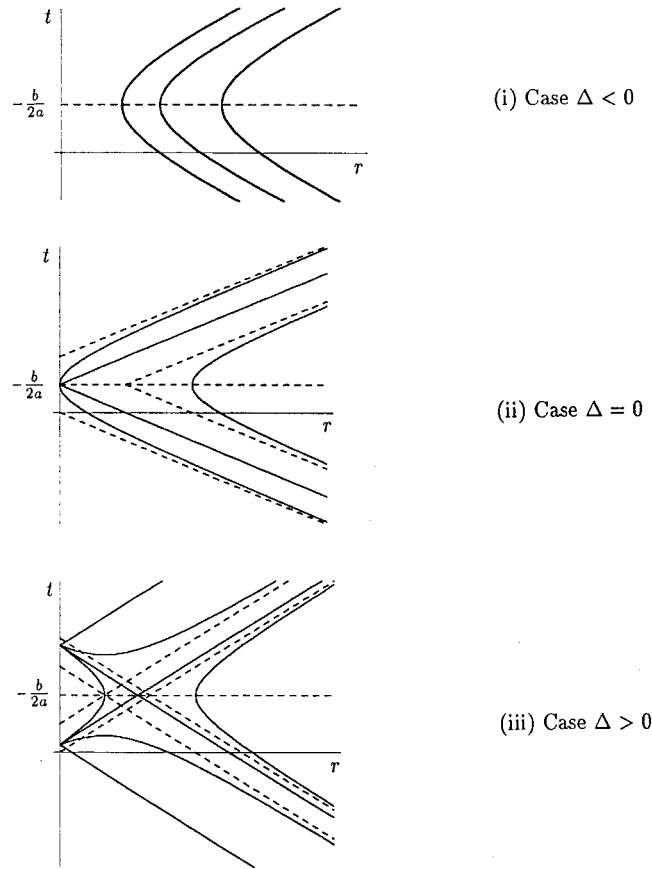 t
-b/2a
r
(i) Case Δ < 0
t
-b/2a
r
(ii) Case Δ = 0
t
-b/2a
r
(iii) Case Δ > 0